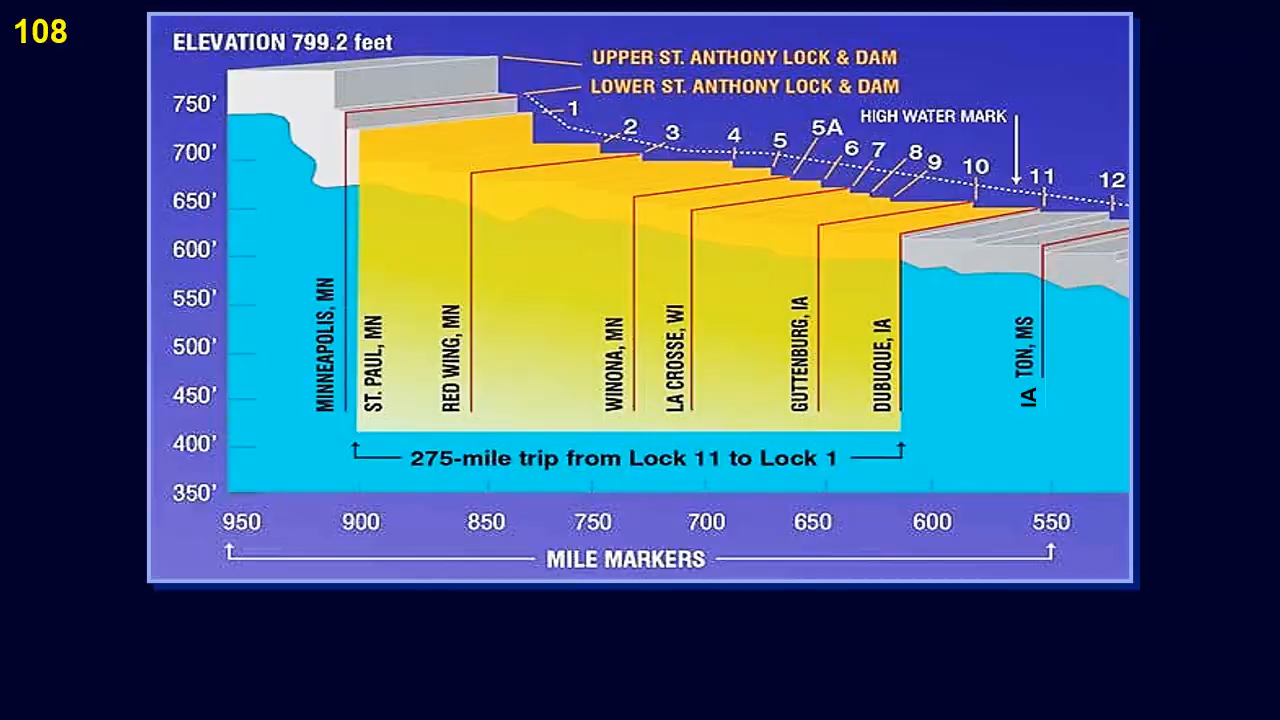 108
ELEVATION 799.2 feet
UPPER ST. ANTHONY LOCK & DAM
LOWER ST. ANTHONY LOCK & DAM
HIGH WATER MARK
1
2
3
4
5
5A
6
7
8
9
10
11
12
750'
700'
650'
600'
550'
500'
450'
400'
350'
MINNEAPOLIS, MN
ST. PAUL, MN
RED WING, MN
WINONA, MN
LA CROSSE, WI
GUTTENBURG, IA
DUBUQUE, IA
IA TON, MS
275-mile trip from Lock 11 to Lock 1
950 900 850 750 700 650 600 550
MILE MARKERS